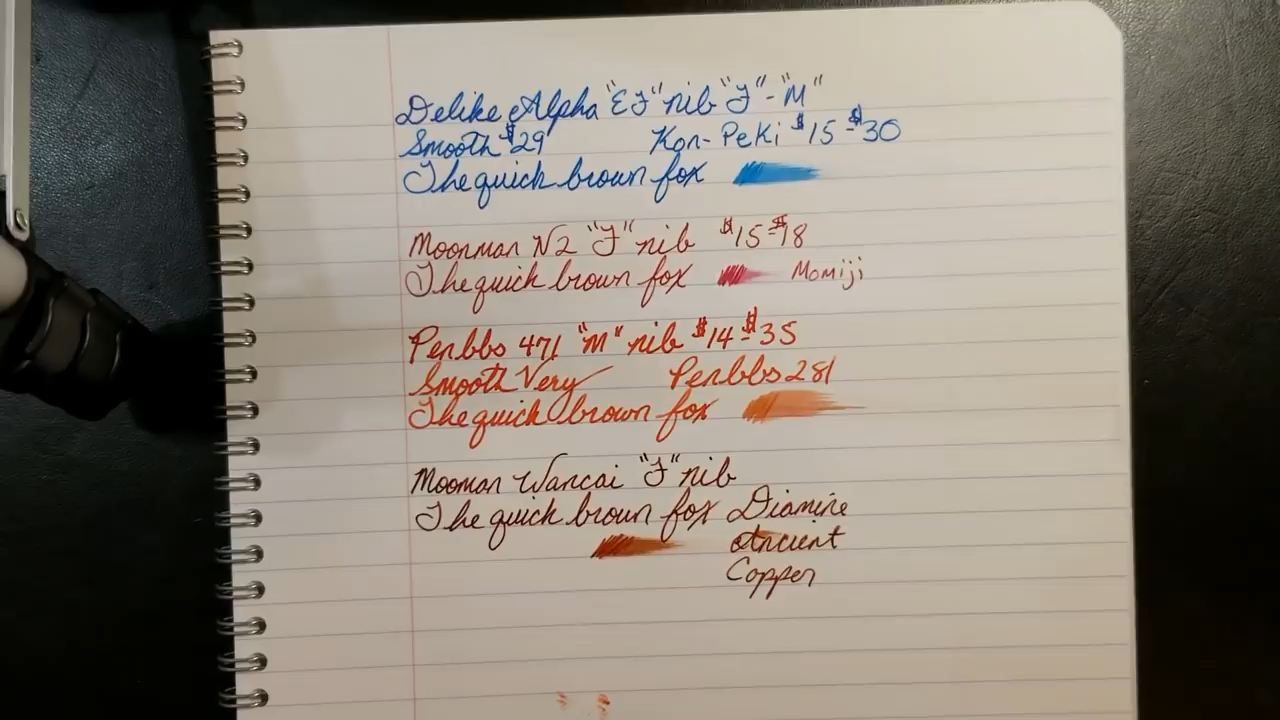 Delike Alpha "EF" nib "F"-"M"
Smooth $29 Kon-Peki $15-$30
The quick brown fox
Moonman N2 "F" nib $15-$18
The quick brown fox Momiji
Penbbs 471 "M" nib $14-$35
Smooth Very Penbbs 281
The quick brown fox
Mooman Wancai "F" nib
The quick brown fox Diamine
Ancient
Copper